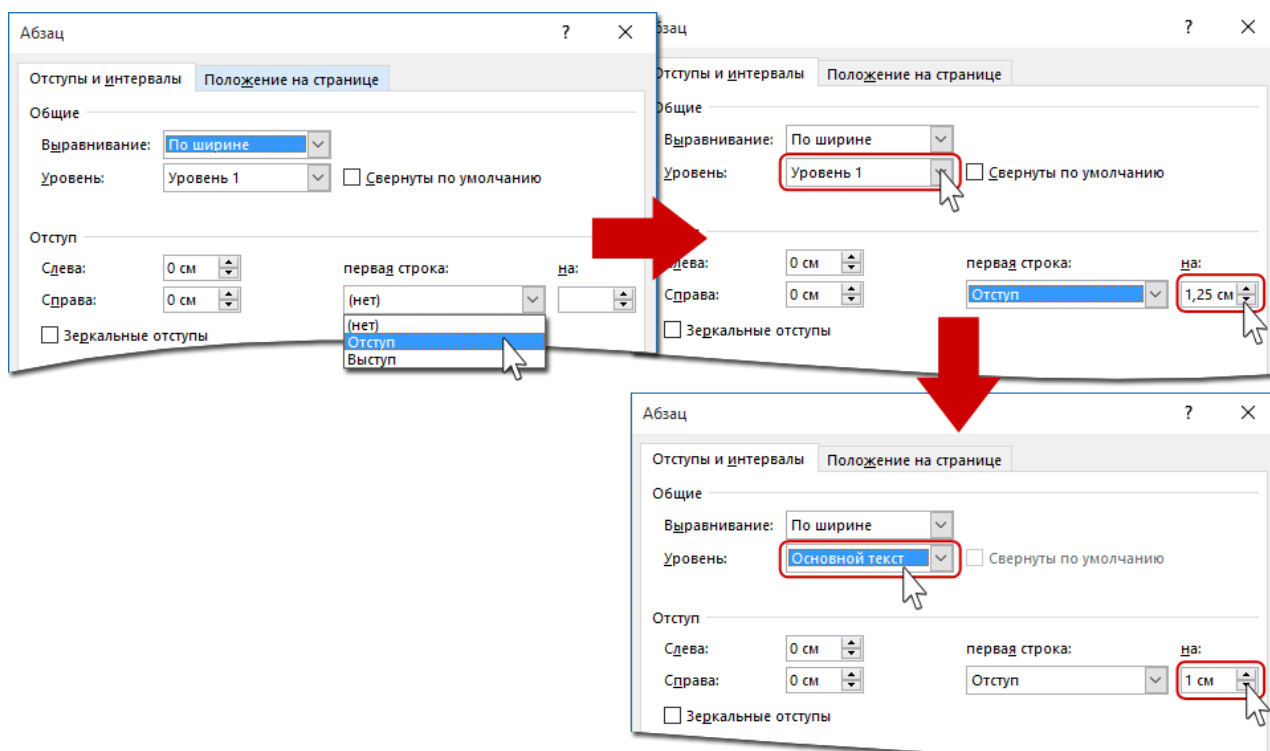 Абзац ?
Отступы и интервалы Положение на странице
Общие
Выравнивание: По ширине
Уровень: Уровень 1 Свернуты по умолчанию
Отступ
Слева: 0 см первая строка: на:
Справа: 0 см (нет)
(нет)
Зеркальные отступы Отступ
Выступ
бзац ?
Отступы и интервалы Положение на странице
Общие
Выравнивание: По ширине
Уровень: Уровень 1 Свернуты по умолчанию
лева: 0 см первая строка: на:
Справа: 0 см Отступ 1,25 см
Зеркальные отступы
Абзац ?
Отступы и интервалы Положение на странице
Общие
Выравнивание: По ширине
Уровень: Основной текст Свернуты по умолчанию
Отступ
Слева: 0 см первая строка: на:
Справа: 0 см Отступ 1 см
Зеркальные отступы